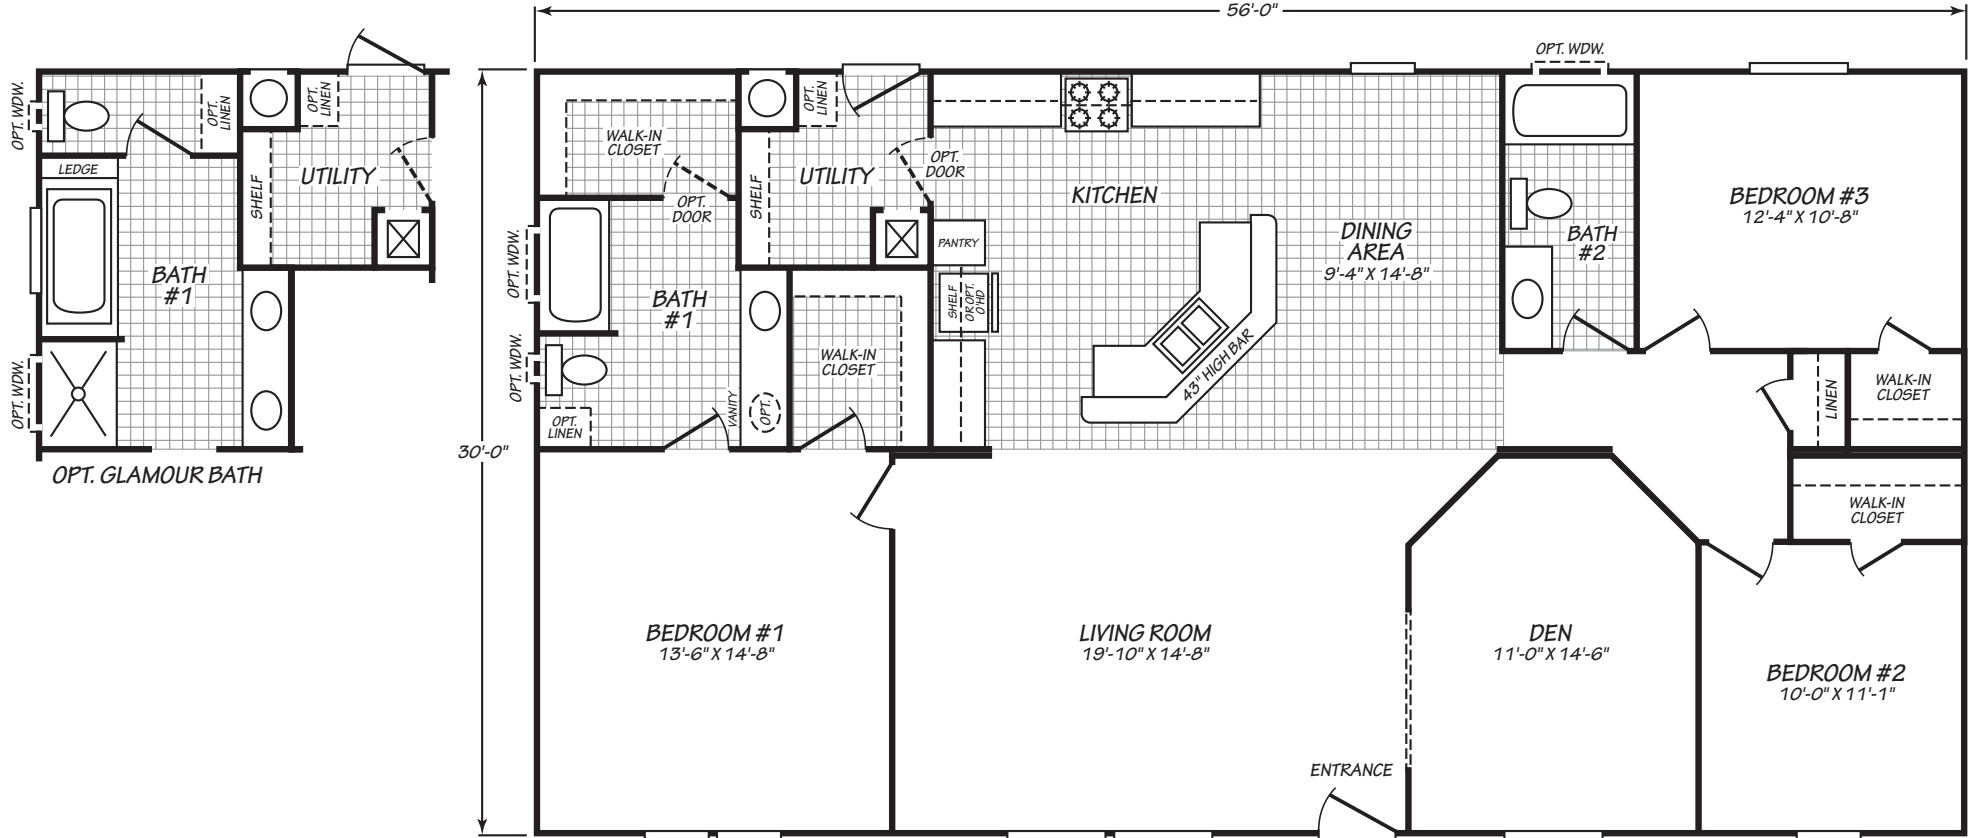 56'-0"
OPT. WDW.
OPT. WDW.
OPT.
LINEN
OPT.
LINEN
LEDGE
SHELF
UTILITY
BATH
#1
OPT. WDW.
OPT. GLAMOUR BATH
30'-0"
WALK-IN
CLOSET
OPT.
LINEN
UTILITY
SHELF
OPT.
DOOR
OPT.
DOOR
OPT. WDW.
OPT. WDW.
BATH
#1
OPT.
LINEN
VANITY
OPT.
WALK-IN
CLOSET
PANTRY
SHELF
OR OPT.
O'HD
KITCHEN
43" HIGH BAR
DINING
AREA
9'-4" X 14'-8"
BATH
#2
BEDROOM #3
12'-4" X 10'-8"
LINEN
WALK-IN
CLOSET
WALK-IN
CLOSET
BEDROOM #1
13'-6" X 14'-8"
LIVING ROOM
19'-10" X 14'-8"
DEN
11'-0" X 14'-6"
BEDROOM #2
10'-0" X 11'-1"
ENTRANCE